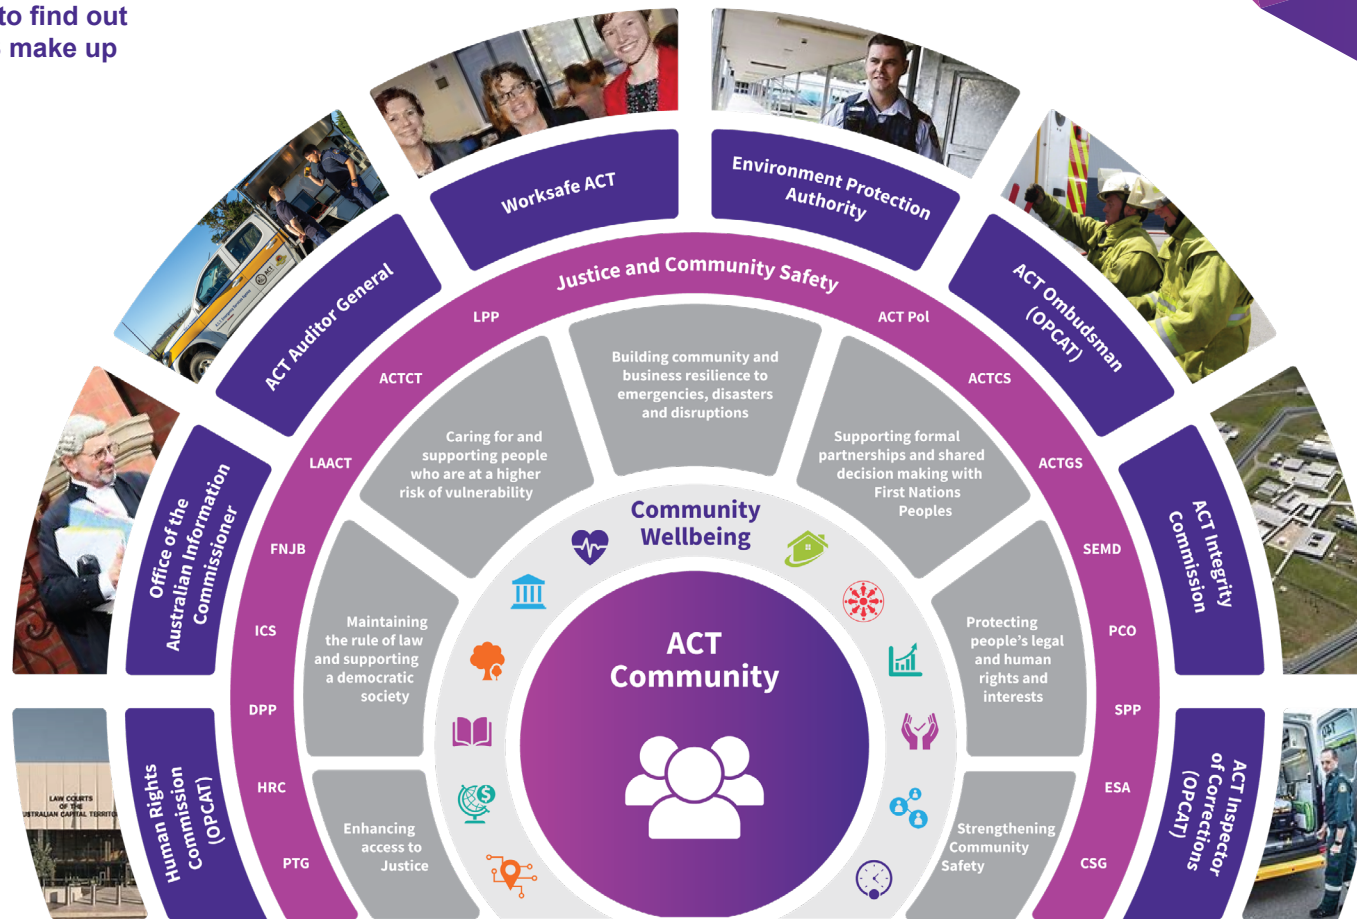 to find out
make up
Worksafe ACT
Environment Protection
Authority
ACT Auditor General
ACT Ombudsman
(OPCAT)
Office of the
Australian Information
Commissioner
ACT Integrity
Commission
Human Rights
Commission
(OPCAT)
ACT Inspector
of Corrections
(OPCAT)
Justice and Community Safety
LPP
ACT Pol
ACTCT
ACTCS
LAACT
ACTGS
FNJB
SEMD
ICS
PCO
DPP
SPP
HRC
ESA
PTG
CSG
Building community and
business resilience to
emergencies, disasters
and disruptions
Caring for and
supporting people
who are at a higher
risk of vulnerability
Supporting formal
partnerships and shared
decision making with
First Nations
Peoples
Maintaining
the rule of law
and supporting
a democratic
society
Protecting
people's legal
and human
rights and
interests
Enhancing
access to
Justice
Strengthening
Community
Safety
Community
Wellbeing
ACT
Community
LAW COURTS
OF THE
AUSTRALIAN CAPITAL TERRITO